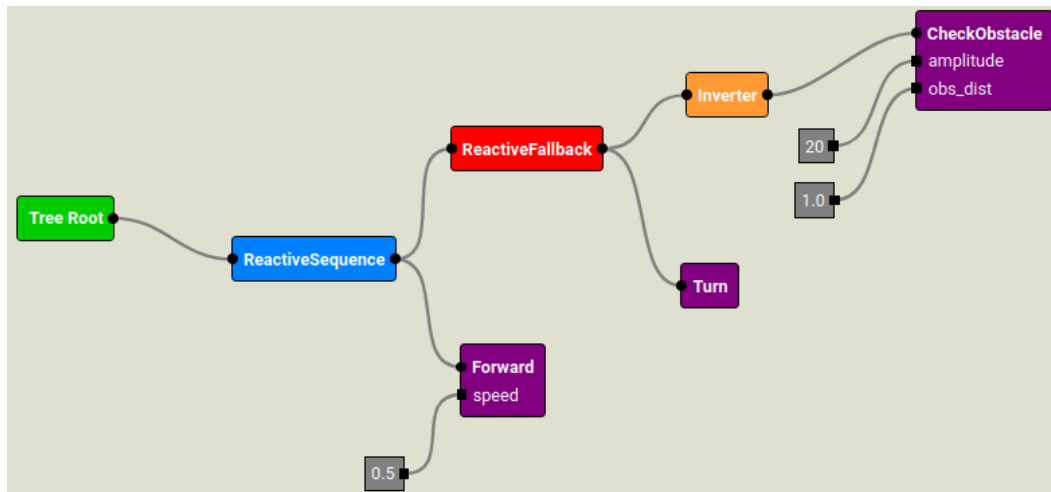 CheckObstacle
amplitude
obs_dist
Inverter
20
ReactiveFallback
1.0
Tree Root
ReactiveSequence
Turn
Forward
speed
0.5